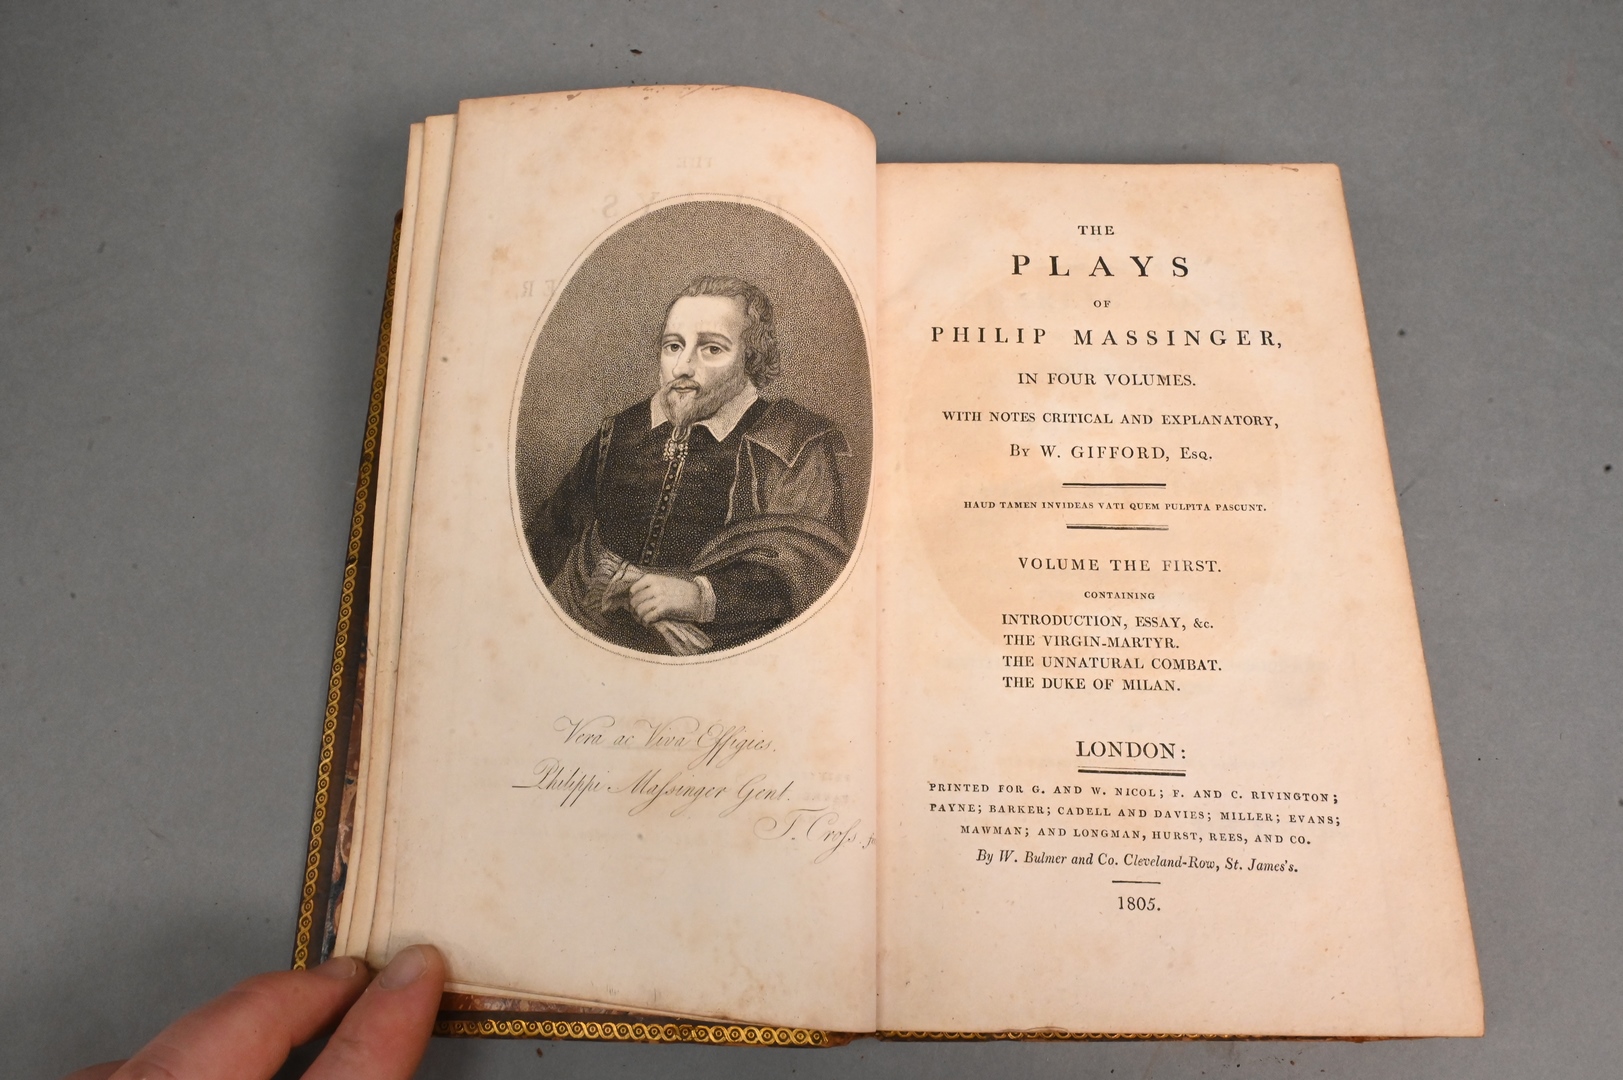 Vera ac Viva Effigies.
Philippi Massinger Gent.
T. Cross
THE
PLAYS
OF
PHILIP MASSINGER,
IN FOUR VOLUMES.
WITH NOTES CRITICAL AND EXPLANATORY,
By W. GIFFORD, Esq.
HAUD TAMEN INVIDEAS VATI QUEM PULPITA PASCUNT.
VOLUME THE FIRST.
CONTAINING
INTRODUCTION, ESSAY, &c.
THE VIRGIN-MARTYR.
THE UNNATURAL COMBAT.
THE DUKE OF MILAN.
LONDON:
PRINTED FOR G. AND W. NICOL; F. AND C. RIVINGTON;
PAYNE; BARKER; CADELL AND DAVIES; MILLER; EVANS;
MAWMAN; AND LONGMAN, HURST, REES, AND CO.
By W. Bulmer and Co. Cleveland-Row, St. James's.
1805.